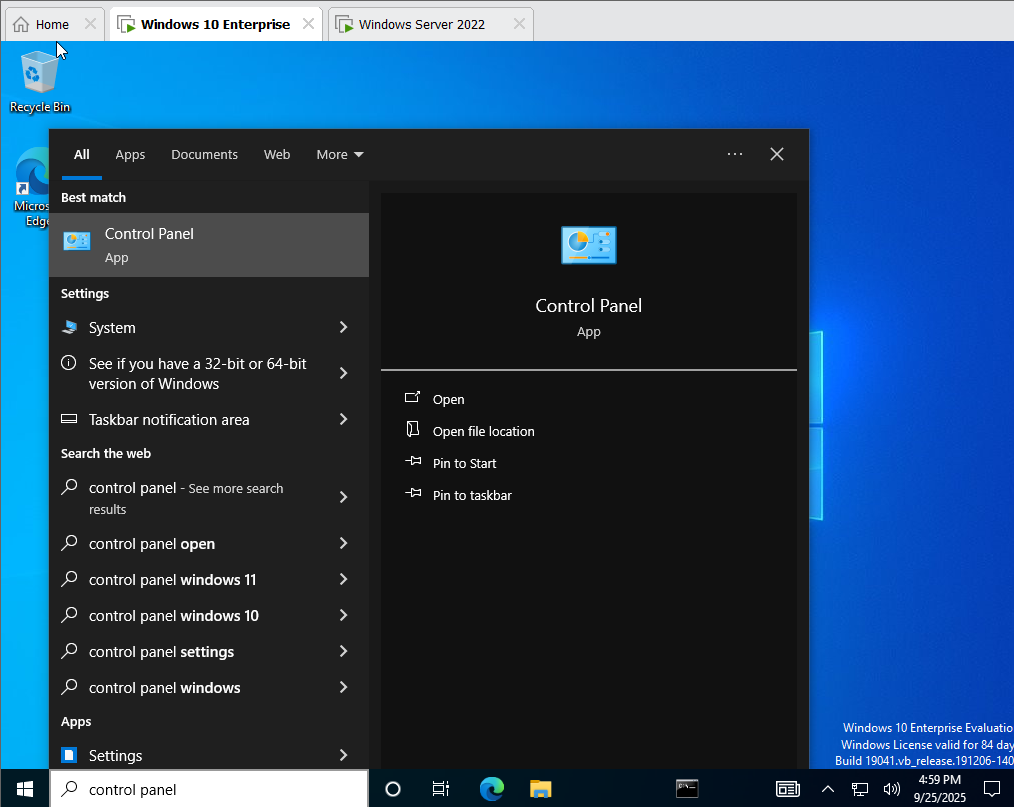 Home
Windows 10 Enterprise
Windows Server 2022
Recycle Bin
Micros
Edge
All
Apps
Documents
Web
More
Best match
Control Panel
App
Settings
System
See if you have a 32-bit or 64-bit
version of Windows
Taskbar notification area
Search the web
control panel - See more search
results
control panel open
control panel windows 11
control panel windows 10
control panel settings
control panel windows
Apps
Settings
control panel
Control Panel
App
Open
Open file location
Pin to Start
Pin to taskbar
Windows 10 Enterprise Evaluatio
Windows License valid for 84 day
Build 19041.vb_release.191206-140
4:59 PM
9/25/2025